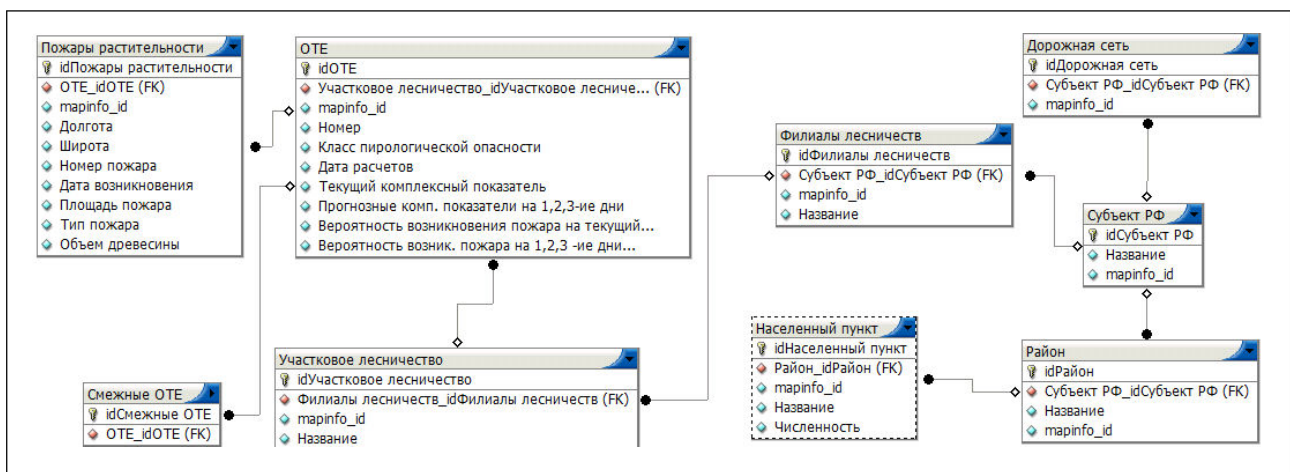 Пожары растительности
idПожары растительности
OTE_idOTE (FK)
mapinfo_id
Долгота
Широта
Номер пожара
Дата возникновения
Площадь пожара
Тип пожара
Объем древесины
ОТЕ
idOTE
Участковое лесничество_idУчастковое лесниче... (FK)
mapinfo_id
Номер
Класс пирологической опасности
Дата расчетов
Текущий комплексный показатель
Прогнозные комп. показатели на 1,2,3-ие дни
Вероятность возникновения пожара на текущий...
Вероятность возник. пожара на 1,2,3 -ие дни...
Дорожная сеть
idДорожная сеть
Субъект РФ_idСубъект РФ (FK)
mapinfo_id
Филиалы лесничеств
idФилиалы лесничеств
Субъект РФ_idСубъект РФ (FK)
mapinfo_id
Название
Субъект РФ
idСубъект РФ
Название
mapinfo_id
Смежные ОТЕ
idСмежные ОТЕ
OTE_idOTE (FK)
Участковое лесничество
idУчастковое лесничество
Филиалы лесничеств_idФилиалы лесничеств (FK)
mapinfo_id
Название
Населенный пункт
idНаселенный пункт
Район_idРайон (FK)
mapinfo_id
Название
Численность
Район
idРайон
Субъект РФ_idСубъект РФ (FK)
Название
mapinfo_id